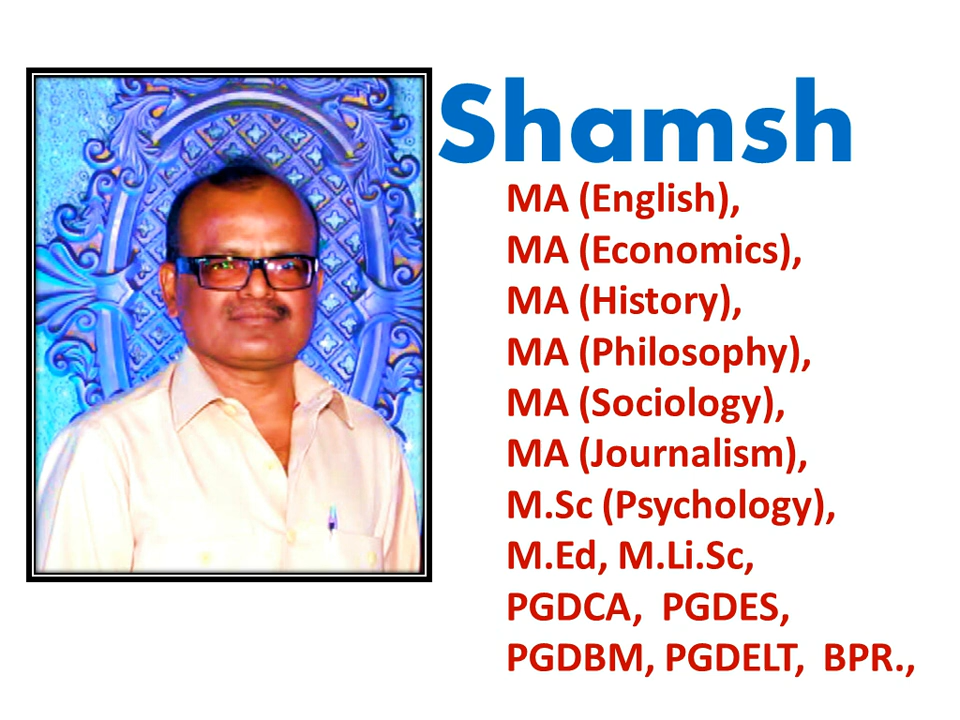 Shamsh
MA (English),
MA (Economics),
MA (History),
MA (Philosophy),
MA (Sociology),
MA (Journalism),
M.Sc (Psychology),
M.Ed, M.Li.Sc,
PGDCA, PGDES,
PGDBM, PGDELT, BPR.,